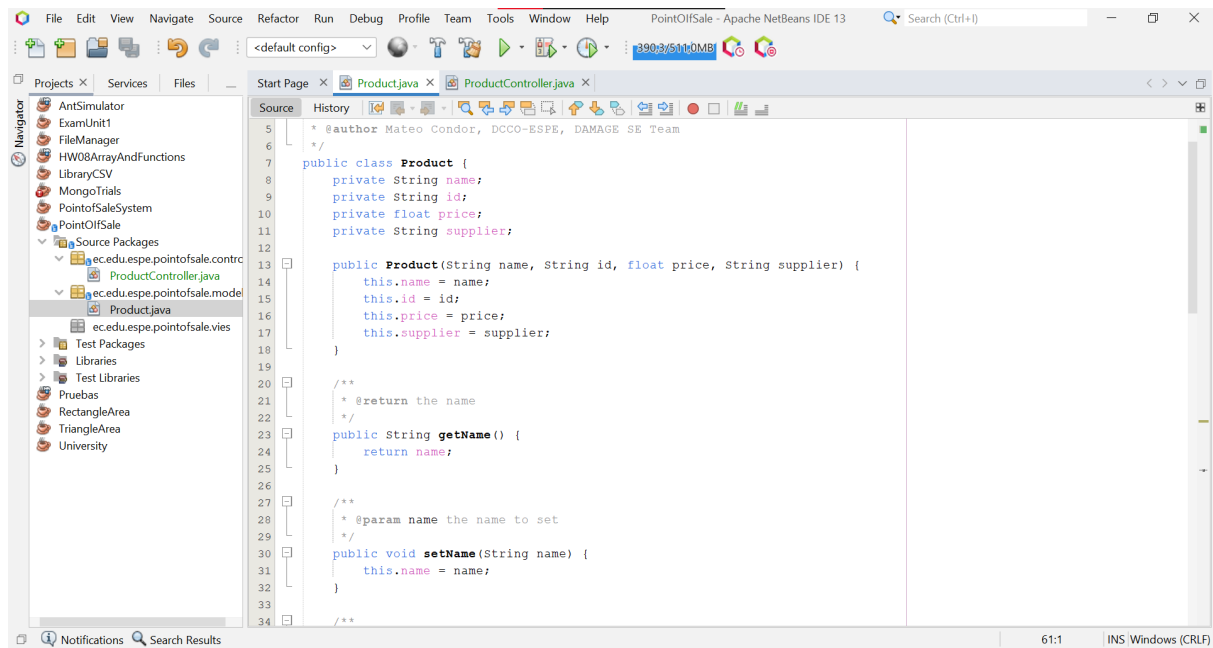 File Edit View Navigate Source Refactor Run Debug Profile Team Tools Window Help PointOIfSale - Apache NetBeans IDE 13 Search (Ctrl+I)
<default config> 390,3/511,0MB
Projects Services Files Start Page Product.java ProductController.java
Navigator
Source History
AntSimulator
ExamUnit1
FileManager
HW08ArrayAndFunctions
LibraryCSV
MongoTrials
PointofSaleSystem
PointOIfSale
Source Packages
ec.edu.espe.pointofsale.contrc
ProductController.java
ec.edu.espe.pointofsale.model
Product.java
ec.edu.espe.pointofsale.vies
Test Packages
Libraries
Test Libraries
Pruebas
RectangleArea
TriangleArea
University
5 * @author Mateo Condor, DCCO-ESPE, DAMAGE SE Team
6 */
7 public class Product {
8 private String name;
9 private String id;
10 private float price;
11 private String supplier;
12
13 public Product(String name, String id, float price, String supplier) {
14 this.name = name;
15 this.id = id;
16 this.price = price;
17 this.supplier = supplier;
18 }
19
20 /**
21 * @return the name
22 */
23 public String getName() {
24 return name;
25 }
26
27 /**
28 * @param name the name to set
29 */
30 public void setName(String name) {
31 this.name = name;
32 }
33
34 /**
Notifications Search Results 61:1 INS Windows (CRLF)